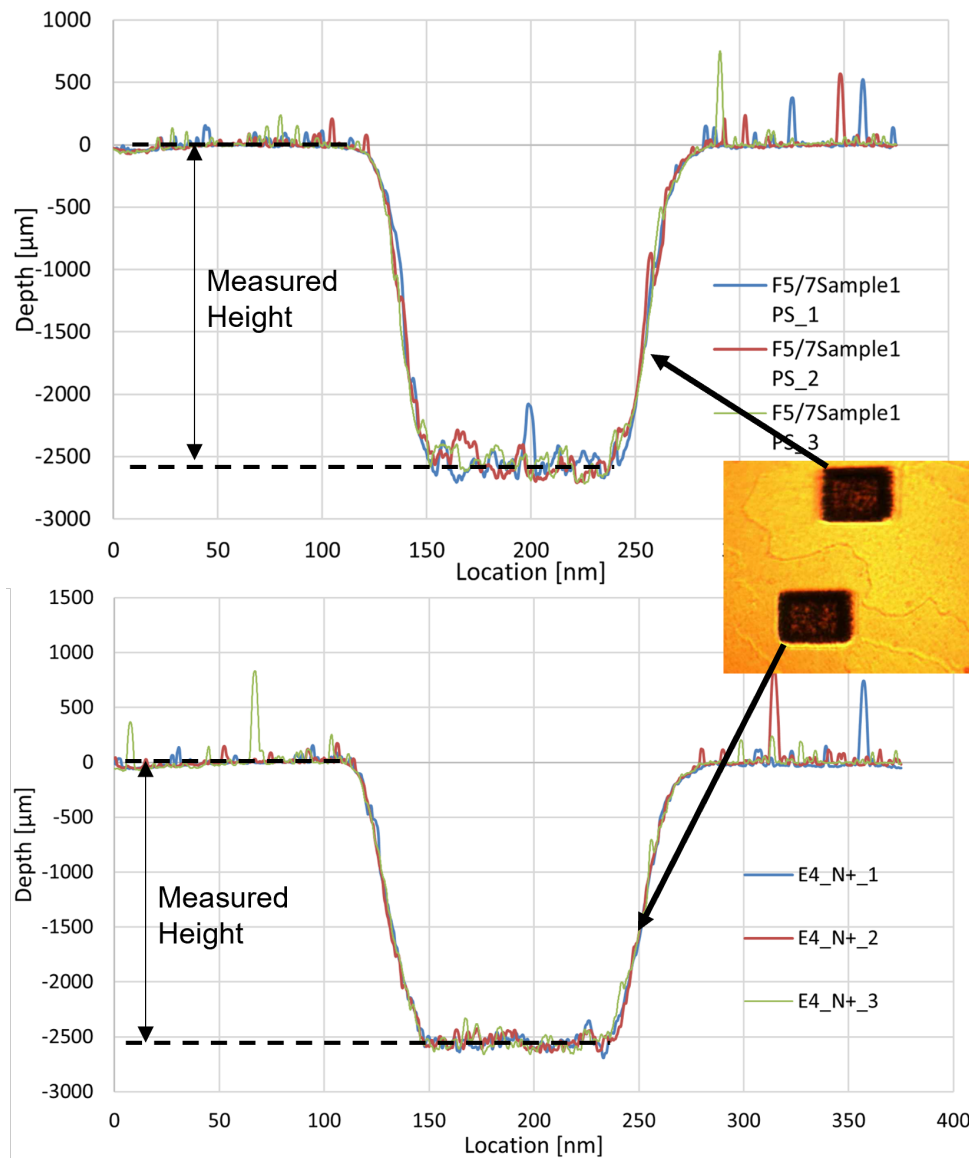 1000
500
0
-500
-1000
-1500
-2000
-2500
-3000
Depth [µm]
Measured
Height
F5/7Sample1
PS_1
F5/7Sample1
PS_2
F5/7Sample1
PS_3
0 50 100 150 200 250
Location [nm]
1500
1000
500
0
-500
-1000
-1500
-2000
-2500
-3000
Depth [µm]
Measured
Height
E4_N+_1
E4_N+_2
E4_N+_3
0 50 100 150 200 250 300 350 400
Location [nm]